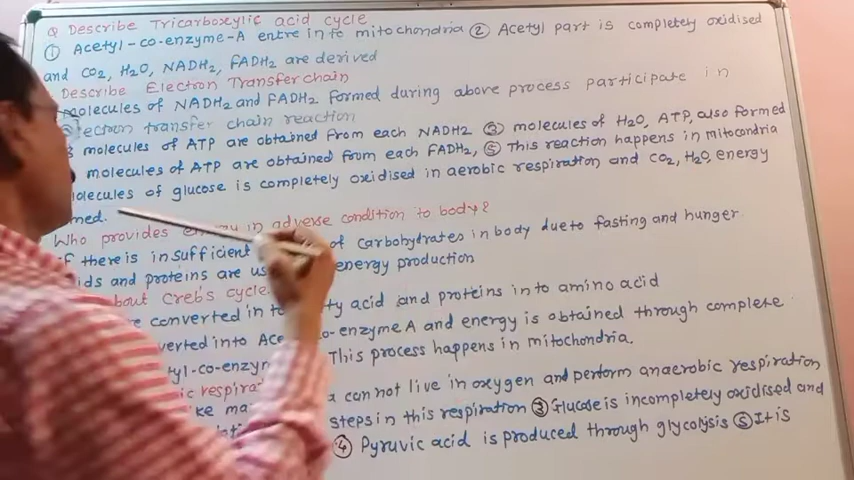 Q Describe Tricarboxylic acid cycle
① Acetyl-co-enzyme-A entre into mitochondria ② Acetyl part is completely oxidised
and CO2, H2O, NADH2, FADH2 are derived
Describe Electron Transfer chain
molecules of NADH2 and FADH2 formed during above process participate in
electron transfer chain reaction
molecules of ATP are obtained from each NADH2 ③ molecules of H2O, ATP, also formed
molecules of ATP are obtained from each FADH2, ⑤ This reaction happens in mitocondria
molecules of glucose is completely oxidised in aerobic respiration and CO2, H2O, energy
Who provides energy in adverse condition to body?
If there is insufficient of carbohydrates in body dueto fasting and hunger
and proteins are energy production
about Creb's cycle
converted in to acid and proteins in to amino acid
into co-enzyme A and energy is obtained through complete
This process happens in mitochondria.
cannot live in oxygen and perform anaerobic respiration
steps in this respiration ③ Glucose is incompletely oxidised and
④ Pyruvic acid is produced through glycolysis ⑤ It is